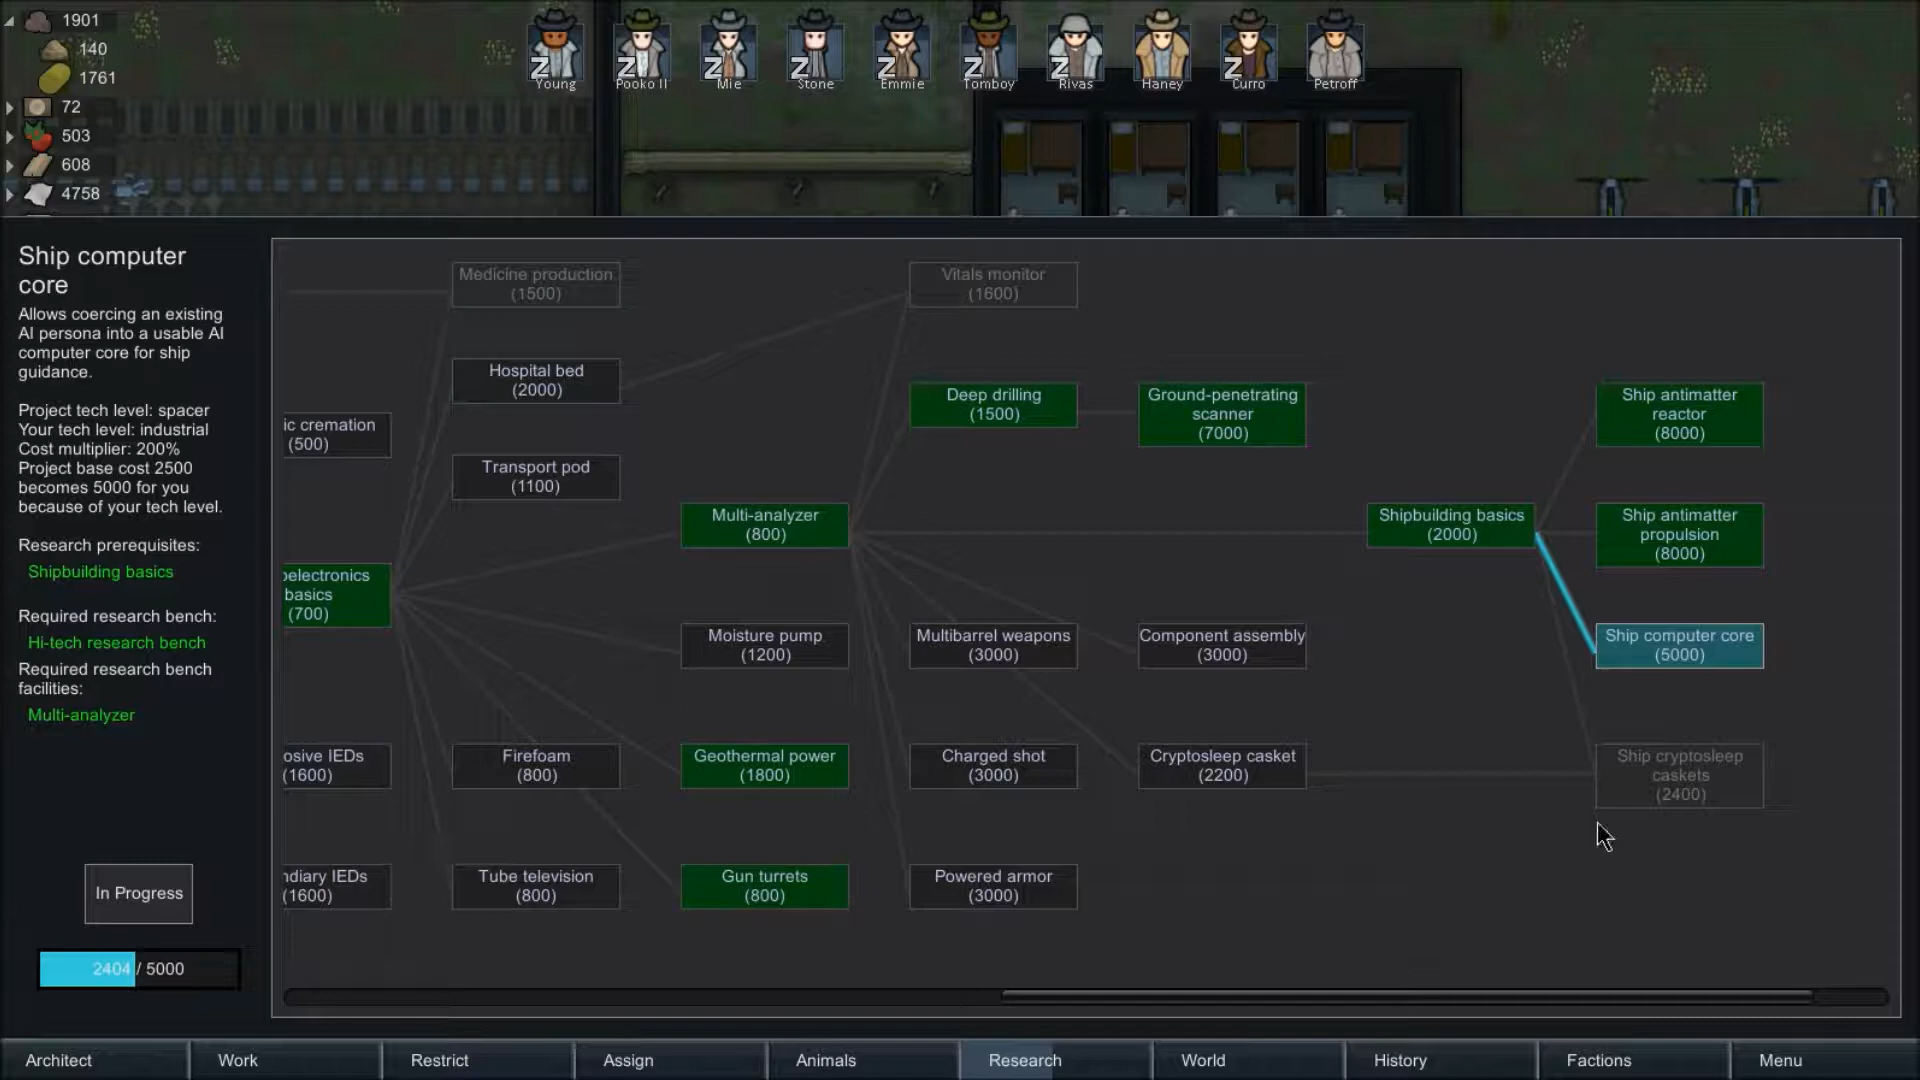 1901
140
1761
72
503
608
4758
Z Z Z Z Z Z Z Z
Young Pooko II Mie Stone Emmie Tomboy Rivas Haney Curro Petroff
Ship computer
core
Allows coercing an existing
AI persona into a usable AI
computer core for ship
guidance.
Project tech level: spacer
Your tech level: industrial
Cost multiplier: 200%
Project base cost 2500
becomes 5000 for you
because of your tech level.
Research prerequisites:
Shipbuilding basics
Required research bench:
Hi-tech research bench
Required research bench
facilities:
Multi-analyzer
In Progress
2404 / 5000
ic cremation
(500)
oelectronics
basics
(700)
osive IEDs
(1600)
ndiary IEDs
(1600)
Medicine production
(1500)
Hospital bed
(2000)
Transport pod
(1100)
Firefoam
(800)
Tube television
(800)
Multi-analyzer
(800)
Moisture pump
(1200)
Geothermal power
(1800)
Gun turrets
(800)
Vitals monitor
(1600)
Deep drilling
(1500)
Multibarrel weapons
(3000)
Charged shot
(3000)
Powered armor
(3000)
Ground-penetrating
scanner
(7000)
Component assembly
(3000)
Cryptosleep casket
(2200)
Shipbuilding basics
(2000)
Ship antimatter
reactor
(8000)
Ship antimatter
propulsion
(8000)
Ship computer core
(5000)
Ship cryptosleep
caskets
(2400)
Architect Work Restrict Assign Animals Research World History Factions Menu